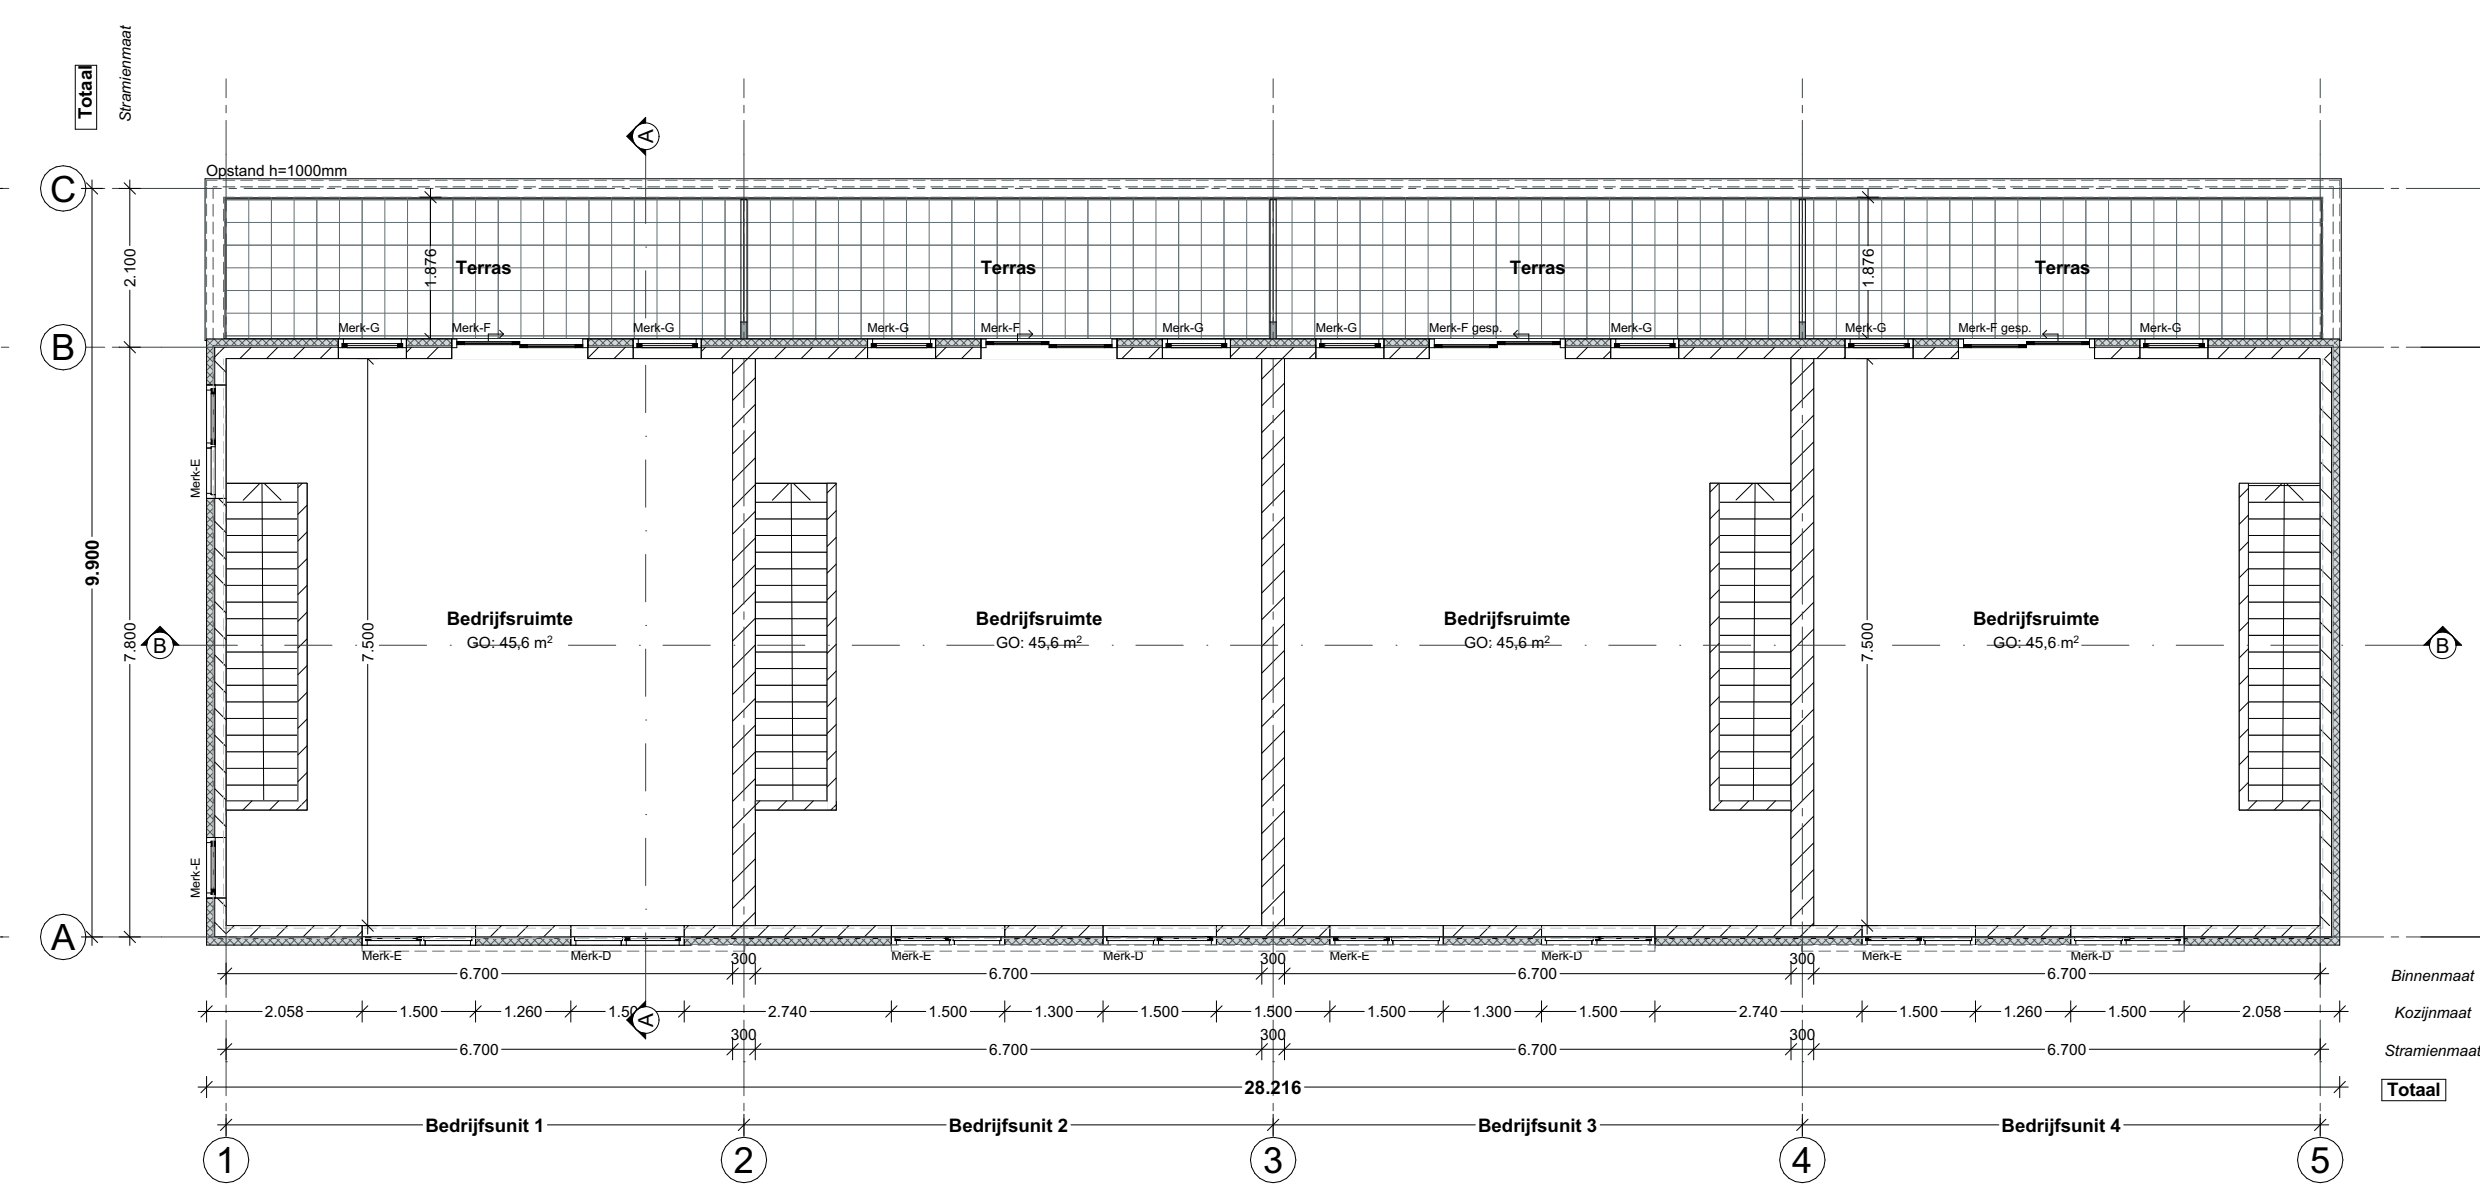 Totaal
Stramienmaat
A
Opstand h=1000mm
C
2.100
1.876
Terras
Terras
Terras
1.876
Terras
Merk-G
Merk-F
Merk-G
Merk-G
Merk-F
Merk-G
Merk-G
Merk-F gesp.
Merk-G
Merk-G
Merk-F gesp.
Merk-G
B
Merk-E
9.900
7.800
B
7.500
Bedrijfsruimte
GO: 45,6 m²
Bedrijfsruimte
GO: 45,6 m²
Bedrijfsruimte
GO: 45,6 m²
7.500
Bedrijfsruimte
GO: 45,6 m²
B
Merk-E
A
Merk-E
Merk-D
Merk-E
Merk-D
Merk-E
Merk-D
Merk-E
Merk-D
6.700 300 6.700 300 6.700 300 6.700 Binnenmaat
2.058 1.500 1.260 1.50 A 2.740 1.500 1.300 1.500 1.500 1.500 1.300 1.500 2.740 1.500 1.260 1.500 2.058 Kozijnmaat
6.700 300 6.700 300 6.700 300 6.700 Stramienmaat
28.216 Totaal
Bedrijfsunit 1 Bedrijfsunit 2 Bedrijfsunit 3 Bedrijfsunit 4
1 2 3 4 5